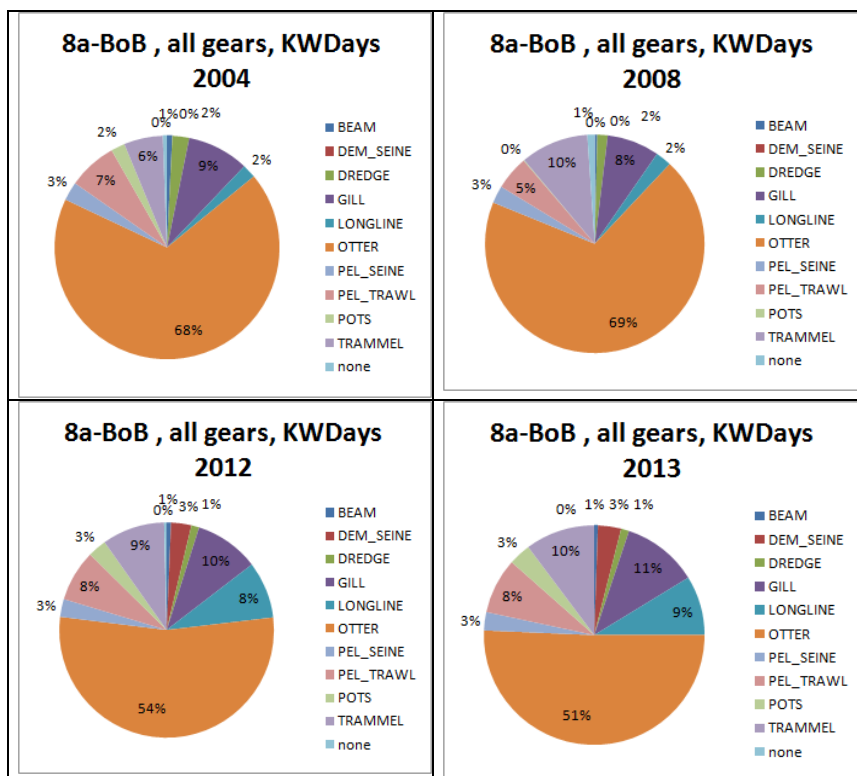 8a-BoB , all gears, KWDays
2004
1%
0%
2%
0%
2%
6%
9%
2%
7%
3%
68%
BEAM
DEM_SEINE
DREDGE
GILL
LONGLINE
OTTER
PEL_SEINE
PEL_TRAWL
POTS
TRAMMEL
none
8a-BoB , all gears, KWDays
2008
1%
2%
0%
0%
0%
10%
8%
2%
5%
3%
69%
BEAM
DEM_SEINE
DREDGE
GILL
LONGLINE
OTTER
PEL_SEINE
PEL_TRAWL
POTS
TRAMMEL
none
8a-BoB , all gears, KWDays
2012
1%
0%
3%
1%
3%
9%
10%
8%
8%
3%
54%
BEAM
DEM_SEINE
DREDGE
GILL
LONGLINE
OTTER
PEL_SEINE
PEL_TRAWL
POTS
TRAMMEL
none
8a-BoB , all gears, KWDays
2013
0%
1%
3%
1%
3%
10%
11%
8%
9%
3%
51%
BEAM
DEM_SEINE
DREDGE
GILL
LONGLINE
OTTER
PEL_SEINE
PEL_TRAWL
POTS
TRAMMEL
none